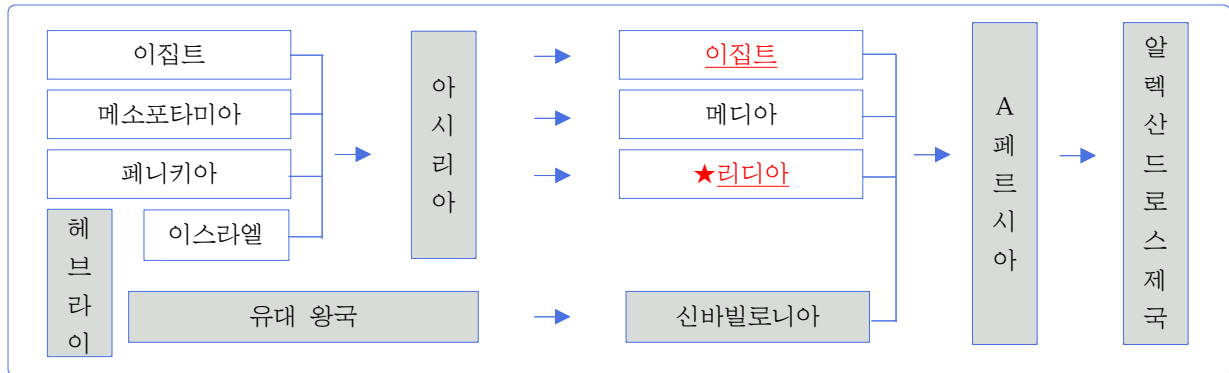 이집트
메소포타미아
페니키아
헤브라이
이스라엘
유대 왕국
아시리아
이집트
메디아
★리디아
신바빌로니아
A페르시아
알렉산드로스제국